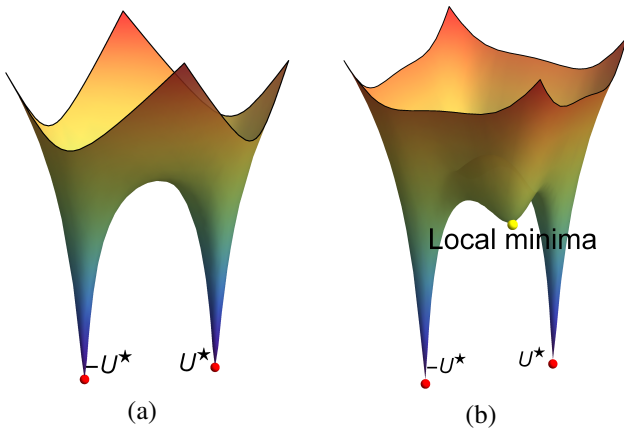 Local minima
−U★ U★ −U★ U★
(a) (b)